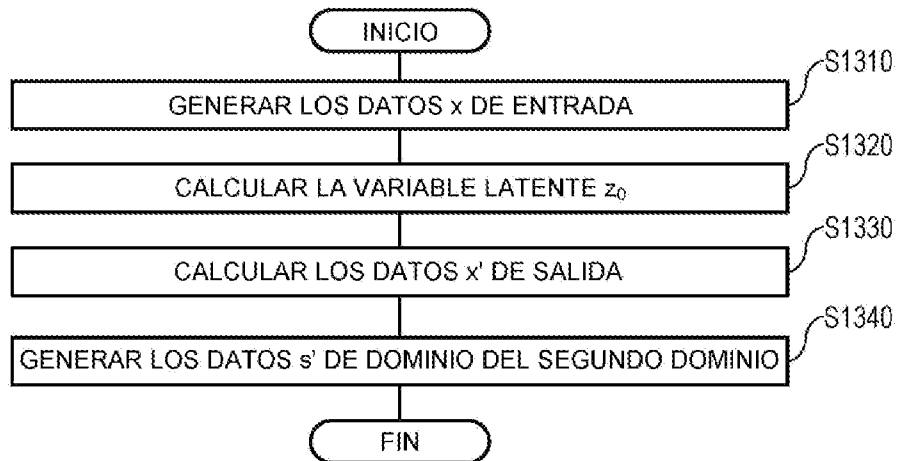 INICIO
S1310
GENERAR LOS DATOS x DE ENTRADA
S1320
CALCULAR LA VARIABLE LATENTE z₀
S1330
CALCULAR LOS DATOS x' DE SALIDA
S1340
GENERAR LOS DATOS s' DE DOMINIO DEL SEGUNDO DOMINIO
FIN